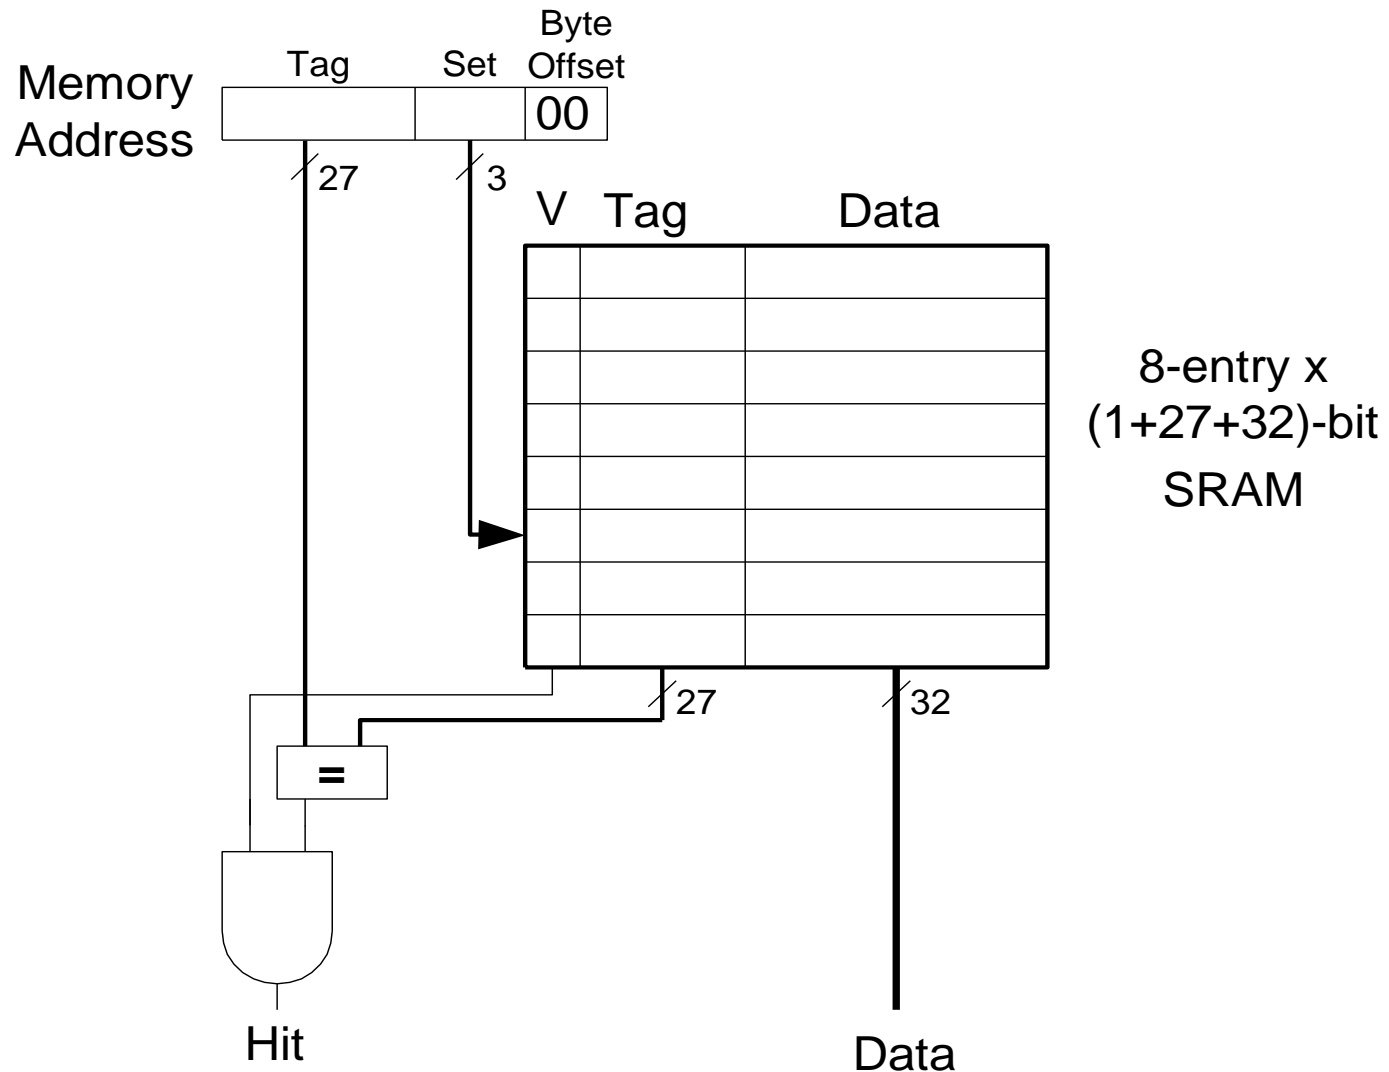 Byte
Tag Set Offset
Memory
Address
00
27 3
V Tag Data
8-entry x
(1+27+32)-bit
SRAM
27 32
=
Hit Data